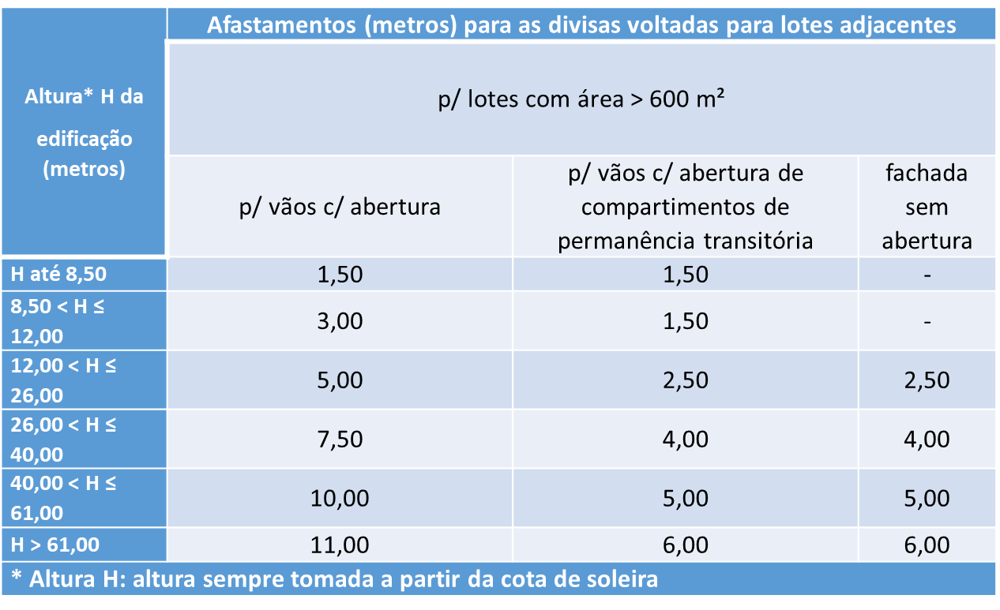 Afastamentos (metros) para as divisas voltadas para lotes adjacentes
Altura* H da
edificação
(metros)
p/ lotes com área > 600 m²
p/ vãos c/ abertura
p/ vãos c/ abertura de
compartimentos de
permanência transitória
fachada
sem
abertura
H até 8,50
1,50
1,50
-
8,50 < H ≤
12,00
3,00
1,50
-
12,00 < H ≤
26,00
5,00
2,50
2,50
26,00 < H ≤
40,00
7,50
4,00
4,00
40,00 < H ≤
61,00
10,00
5,00
5,00
H > 61,00
11,00
6,00
6,00
* Altura H: altura sempre tomada a partir da cota de soleira